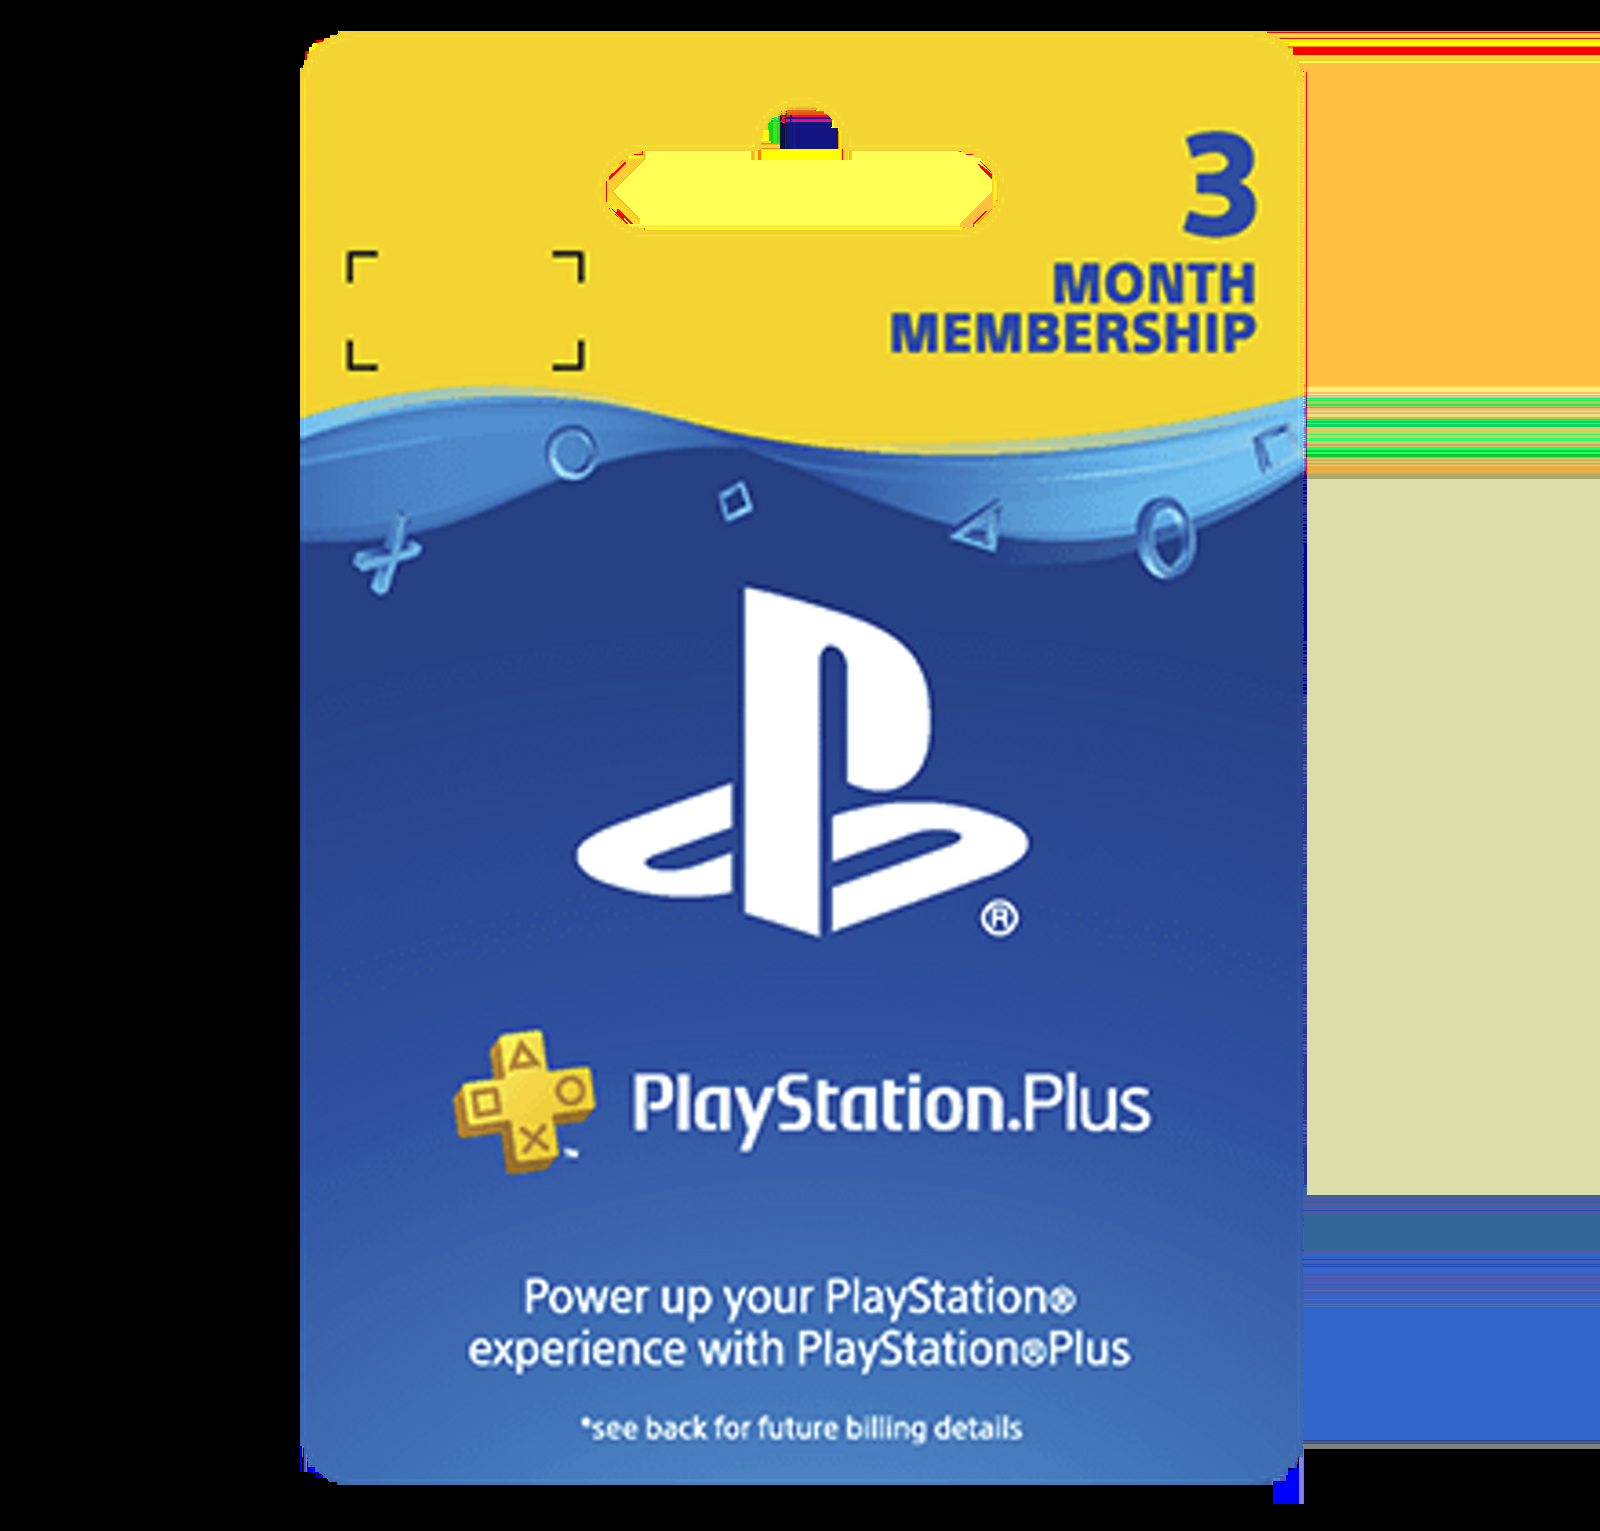 3
MONTH
MEMBERSHIP
®
PlayStation.Plus
Power up your PlayStation®
experience with PlayStation®Plus
*see back for future billing details